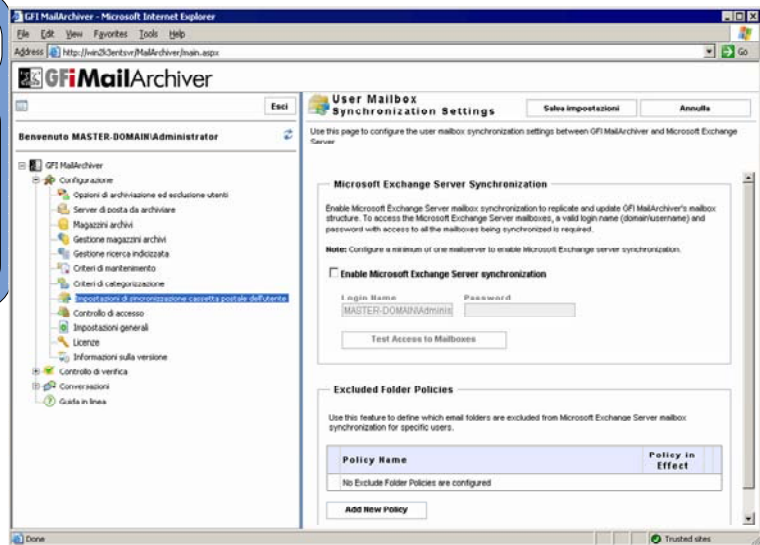 GFI MailArchiver - Microsoft Internet Explorer
File Edit View Favorites Tools Help
Address http://win2k3entsvr/MailArchiver/main.aspx Go
GFi MailArchiver
Esci
Benvenuto MASTER-DOMAIN\Administrator
GFI MailArchiver
Configurazione
Opzioni di archiviazione ed esclusione utenti
Server di posta da archiviare
Magazzini archivi
Gestione magazzini archivi
Gestione ricerca indicizzata
Criteri di mantenimento
Criteri di categorizzazione
Impostazioni di sincronizzazione cassetta postale dell'utente
Controllo di accesso
Impostazioni generali
Licenze
Informazioni sulla versione
Controllo di verifica
Conversazioni
Guida in linea
User Mailbox
Synchronization Settings
Salva impostazioni
Annulla
Use this page to configure the user mailbox synchronization settings between GFI MailArchiver and Microsoft Exchange
Server
Microsoft Exchange Server Synchronization
Enable Microsoft Exchange Server mailbox synchronization to replicate and update GFI MailArchiver's mailbox
structure. To access the Microsoft Exchange Server mailboxes, a valid login name (domain\username) and
password with access to all the mailboxes being synchronized is required.
Note: Configure a minimum of one mailserver to enable Microsoft Exchange server synchronization.
Enable Microsoft Exchange Server synchronization
Login Name Password
MASTER-DOMAIN\Adminis
Test Access to Mailboxes
Excluded Folder Policies
Use this feature to define which email folders are excluded from Microsoft Exchange Server mailbox
synchronization for specific users.
Policy Name
Policy in
Effect
No Exclude Folder Policies are configured
Add New Policy
Done
Trusted sites